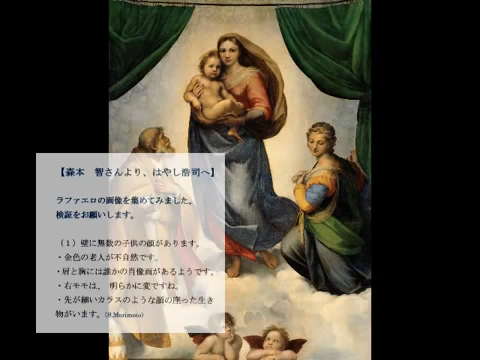 【森本　智さんより、はやし浩司へ】
ラファエロの画像を集めてみました。
検証をお願いします。
（１）壁に無数の子供の顔があります。
・金色の老人が不自然です。
・肩と胸には誰かの肖像画があるようです。
・右モモは、 明らかに変ですね。
・先が細いカラスのような顔の座った生き
物がいます。(S.Morimoto)